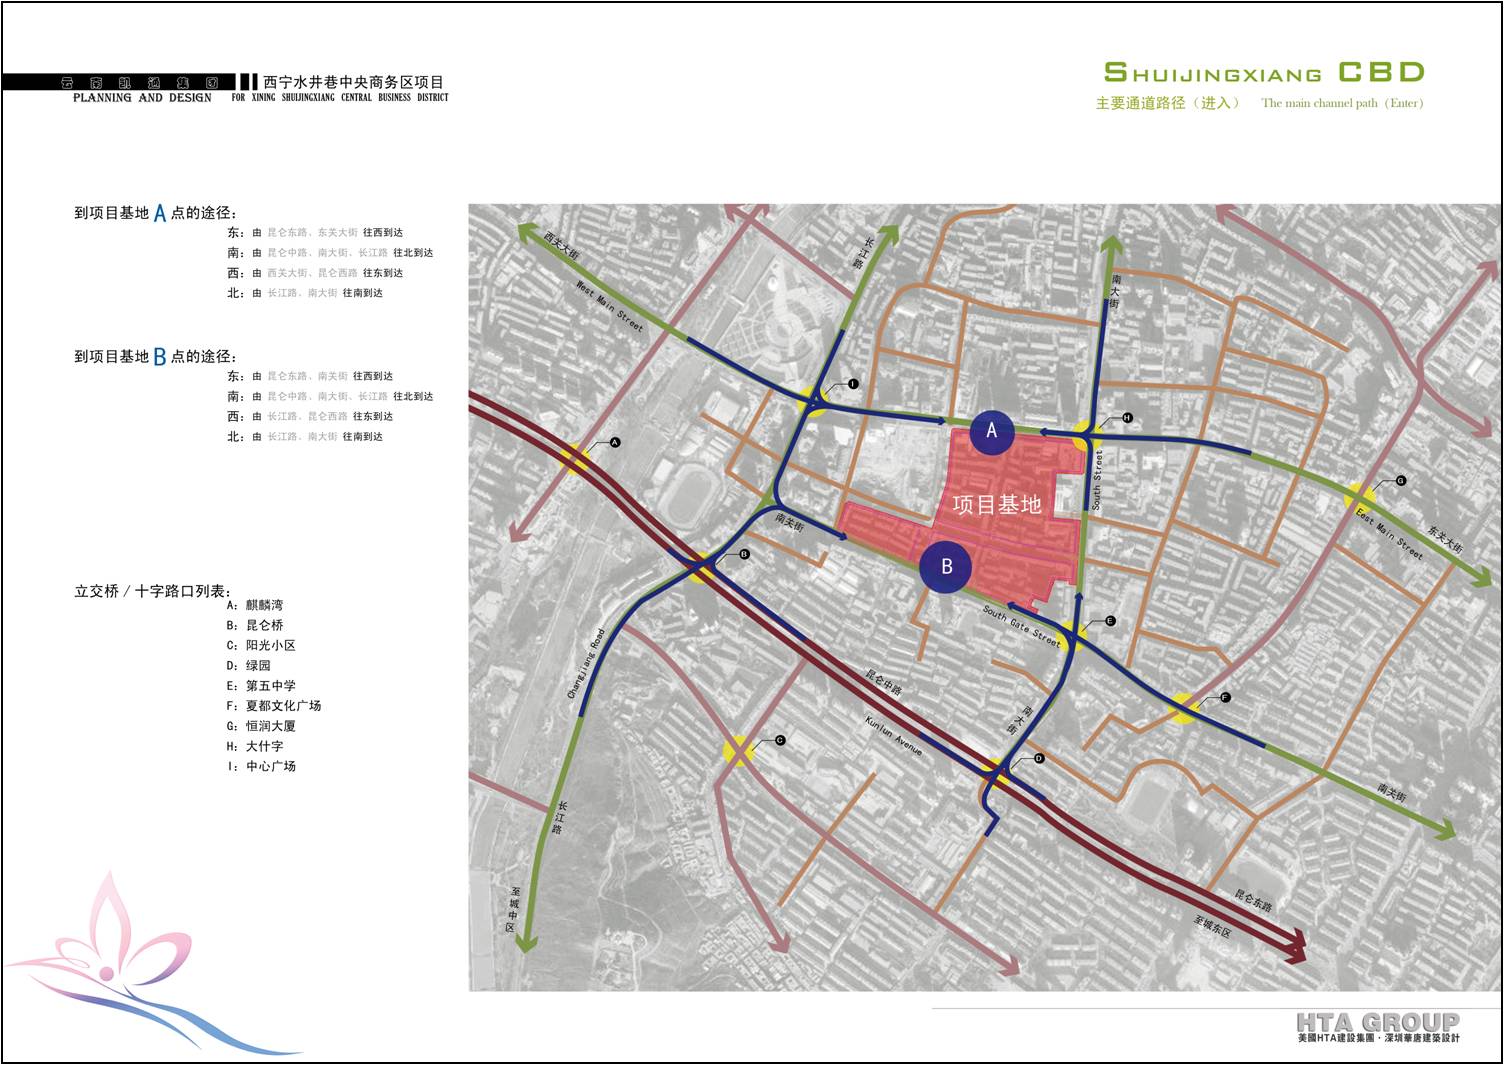 西宁水井巷中央商务区项目
PLANNING AND DESIGN FOR XINING SHUIJINGXIANG CENTRAL BUSINESS DISTRICT
SHUIJINGXIANG CBD
主要通道路径（进入） The main channel path (Enter)
到项目基地 A 点的途径：
东：由 昆仑东路、东关大街 往西到达
南：由 昆仑中路、南大街、长江路 往北到达
西：由 西关大街、昆仑西路 往东到达
北：由 长江路、南大街 往南到达
到项目基地 B 点的途径：
东：由 昆仑东路、南关街 往西到达
南：由 昆仑中路、南大街、长江路 往北到达
西：由 长江路、昆仑西路 往东到达
北：由 长江路、南大街 往南到达
立交桥 / 十字路口列表：
A：麒麟湾
B：昆仑桥
C：阳光小区
D：绿园
E：第五中学
F：夏都文化广场
G：恒润大厦
H：大什字
I：中心广场
西关大街
West Main Street
长江路
南大街
I
A
H
A
South Street
G
项目基地
East Main Street
东关大街
南关街
B
B
South Gate Street
E
Changjiang Road
昆仑中路
Kunlun Avenue
南大街
F
C
D
南关街
长江路
至城中区
昆仑东路
至城东区
HTA GROUP
美國HTA建設集團·深圳華唐建築設計